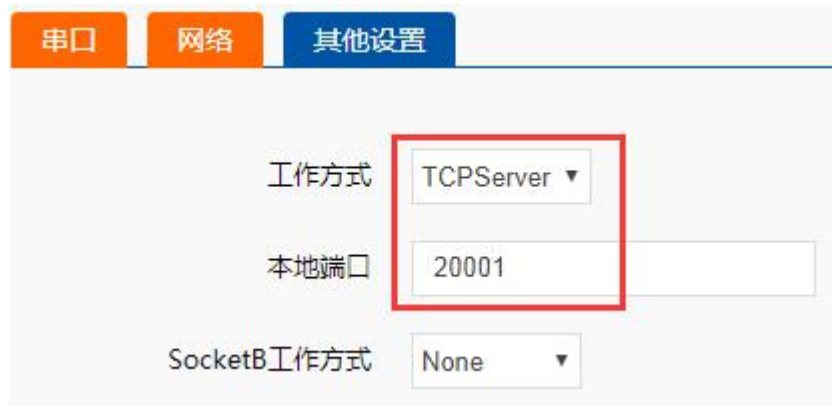 串口 网络 其他设置
工作方式 TCPServer
本地端口 20001
SocketB工作方式 None